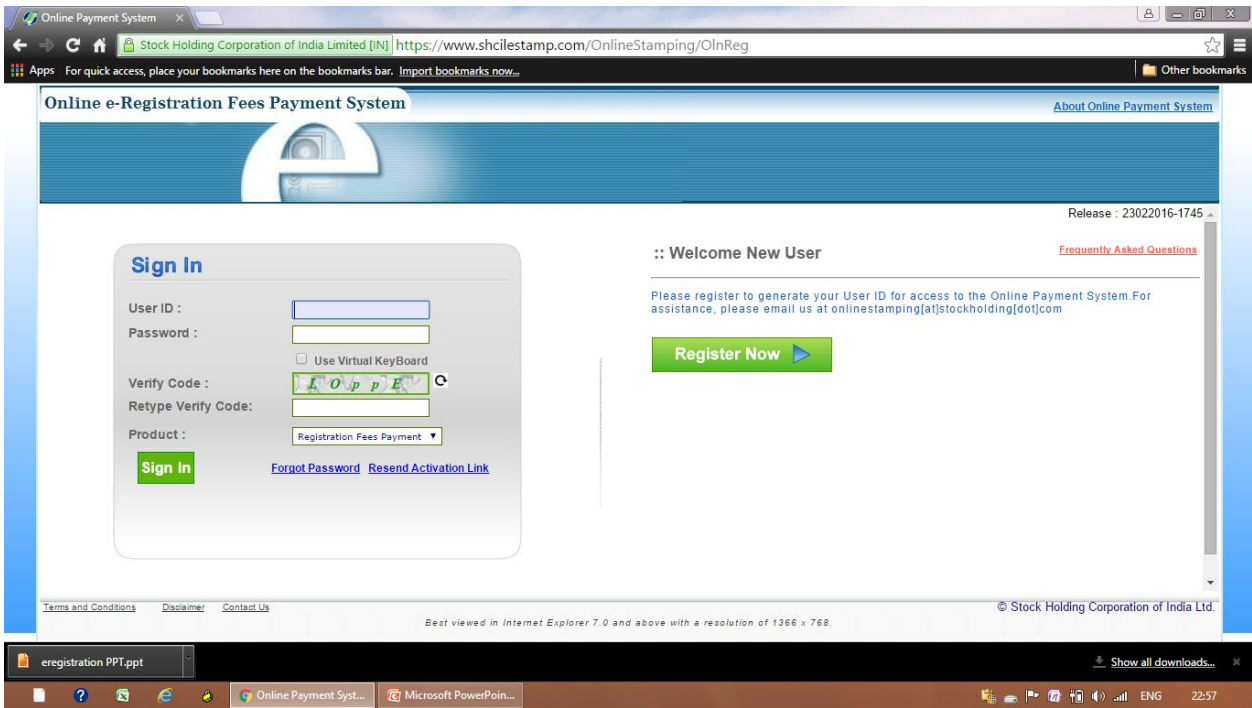 Online Payment System
Stock Holding Corporation of India Limited [IN] https://www.shcilestamp.com/OnlineStamping/OlnReg
Apps For quick access, place your bookmarks here on the bookmarks bar. Import bookmarks now... Other bookmarks
Online e-Registration Fees Payment System
About Online Payment System
e
Release : 23022016-1745
Sign In
:: Welcome New User
Frequently Asked Questions
User ID :
Please register to generate your User ID for access to the Online Payment System.For
assistance, please email us at onlinestamping[at]stockholding[dot]com
Password :
Use Virtual KeyBoard
Register Now
Verify Code : L O p p E
Retype Verify Code:
Product : Registration Fees Payment
Sign In Forgot Password Resend Activation Link
Terms and Conditions Disclaimer Contact Us
© Stock Holding Corporation of India Ltd.
Best viewed in Internet Explorer 7.0 and above with a resolution of 1366 x 768.
eregistration PPT.ppt Show all downloads...
Online Payment Syst... Microsoft PowerPoin... ENG 22:57